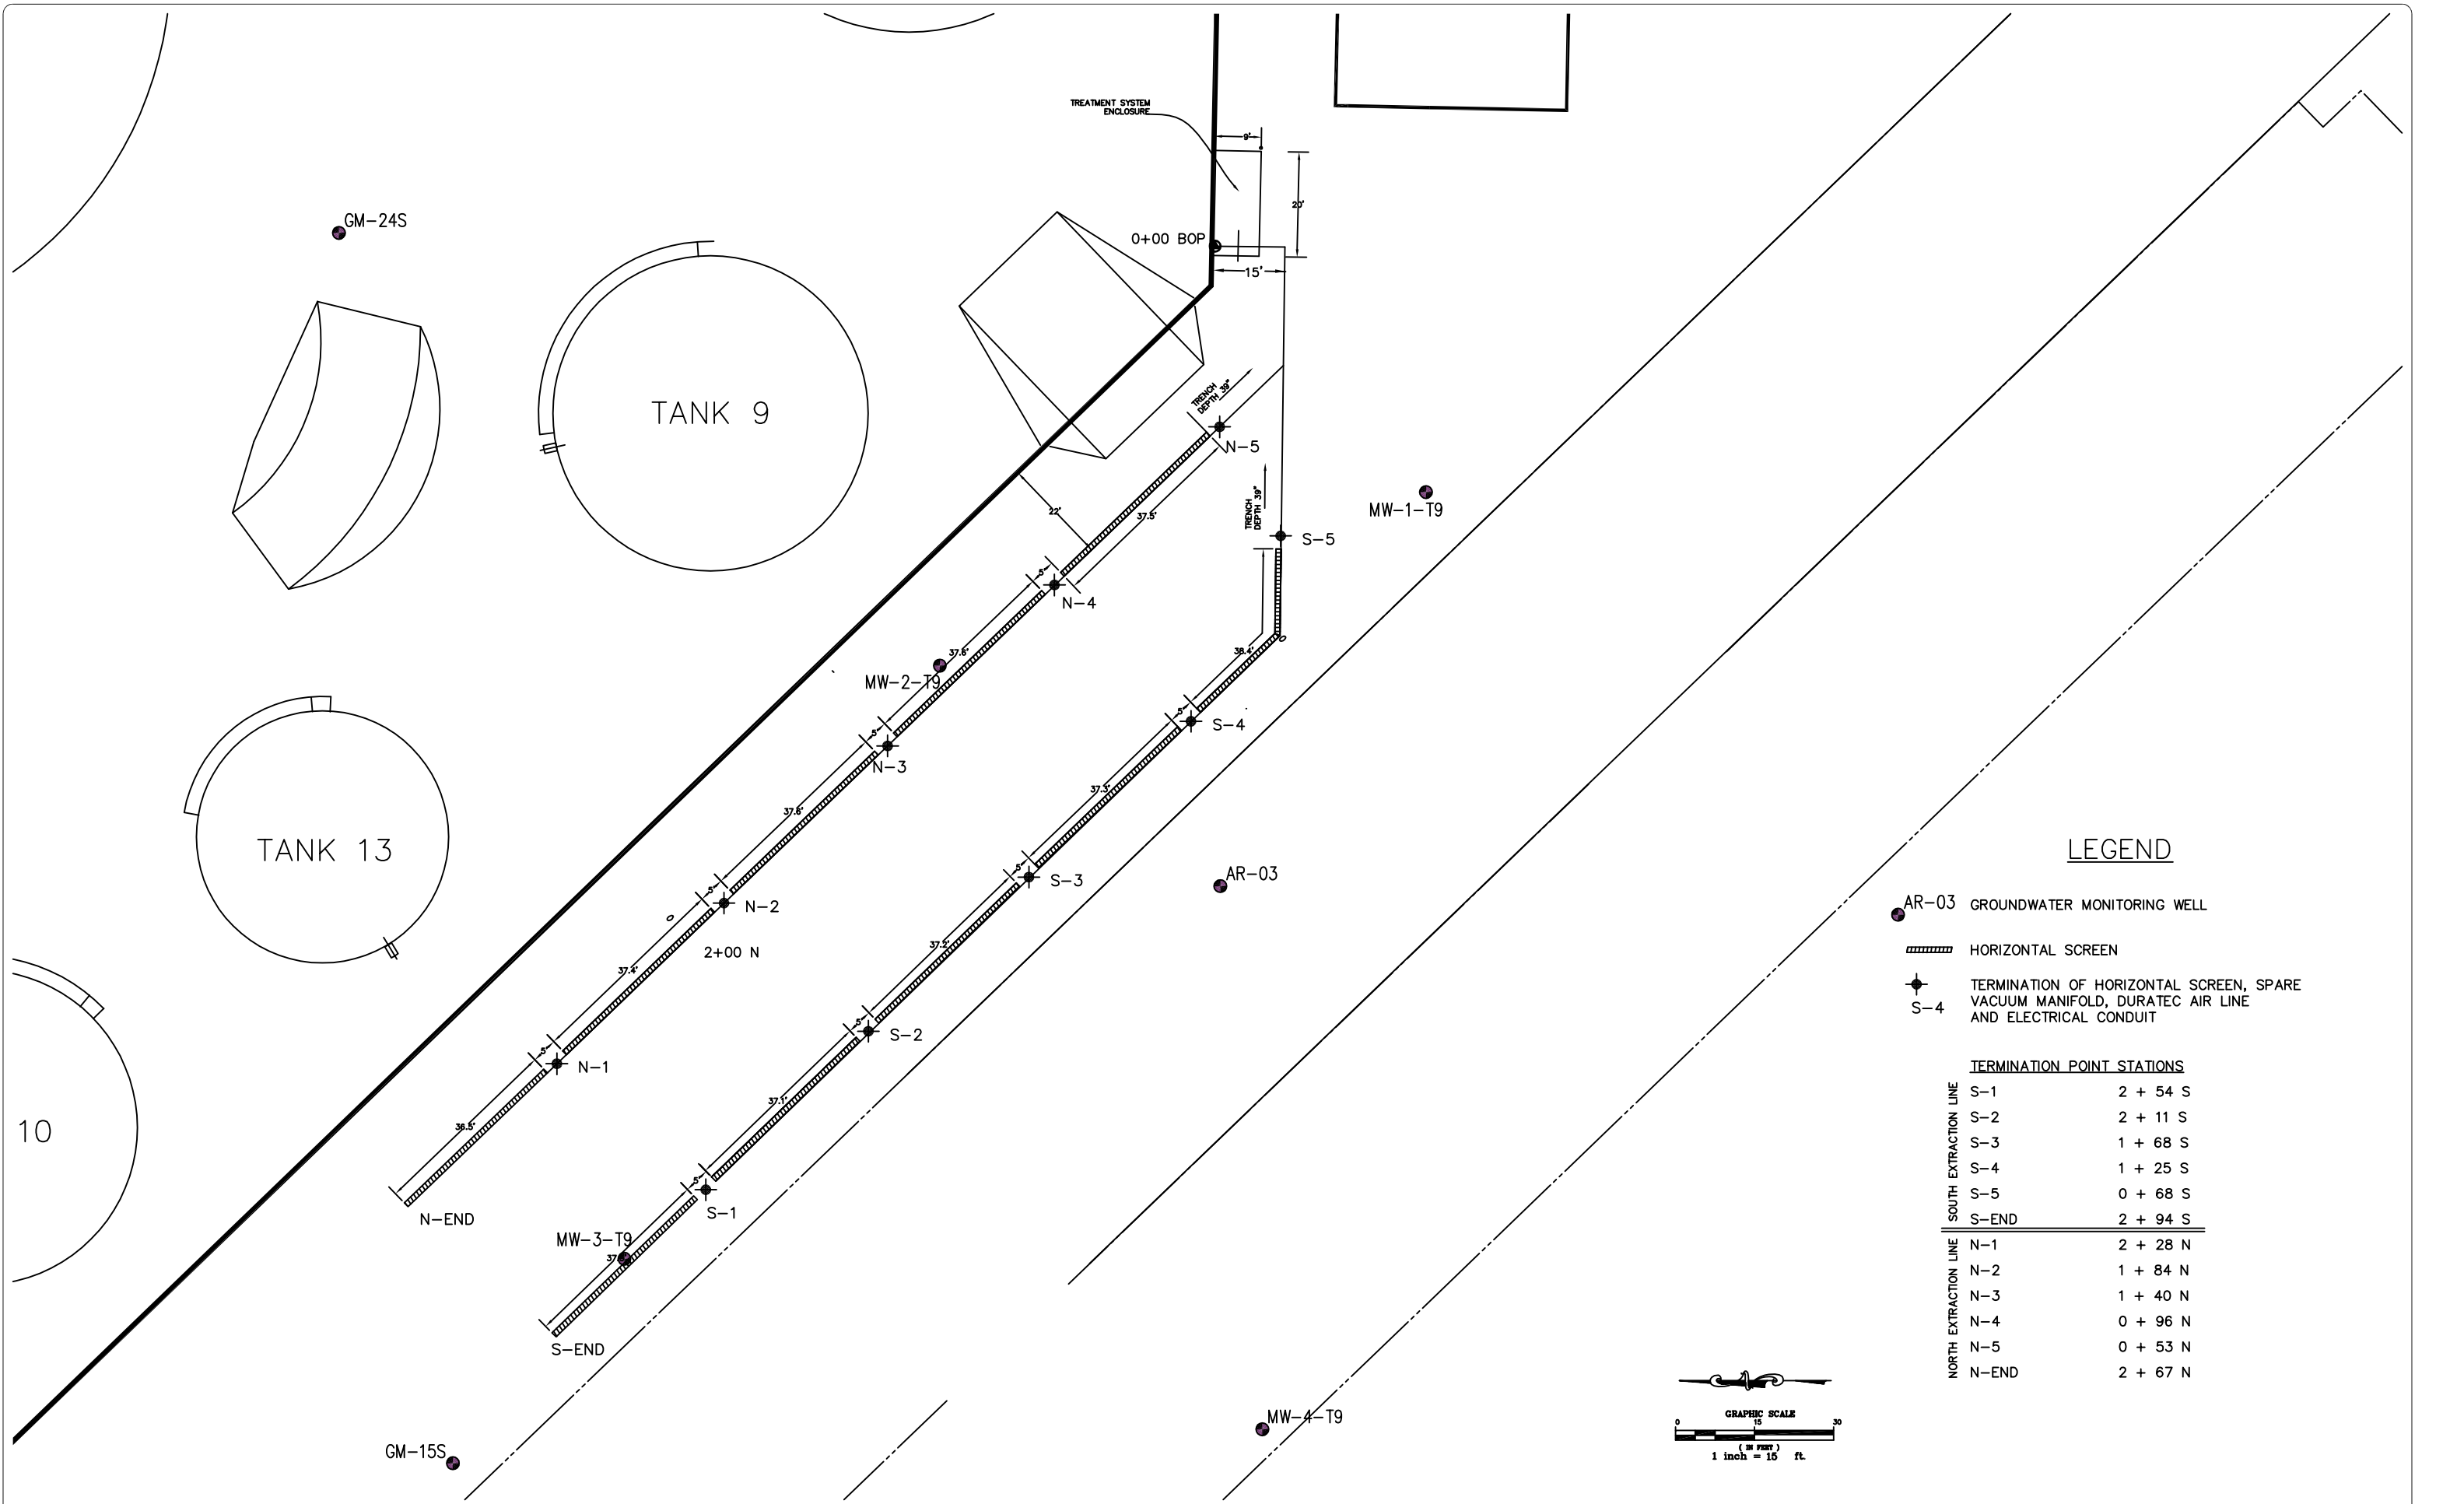 TREATMENT SYSTEM
ENCLOSURE
9'
20'
0+00 BOP
15'
GM-24S
TANK 9
TRENCH
DEPTH 39"
N-5
37.5'
22'
TRENCH
DEPTH 39"
S-5
MW-1-T9
5'
N-4
37.6'
MW-2-T9
38.4'
5'
S-4
5'
N-3
37.6'
37.3'
TANK 13
5'
S-3
AR-03
5'
N-2
2+00 N
37.2'
37.4'
5'
S-2
5'
N-1
37.1'
10
36.5'
5'
S-1
N-END
MW-3-T9
S-END
GM-15S
MW-4-T9
LEGEND
AR-03 GROUNDWATER MONITORING WELL
HORIZONTAL SCREEN
S-4
TERMINATION OF HORIZONTAL SCREEN, SPARE
VACUUM MANIFOLD, DURATEC AIR LINE
AND ELECTRICAL CONDUIT
TERMINATION POINT STATIONS
SOUTH EXTRACTION LINE
S-1 2 + 54 S
S-2 2 + 11 S
S-3 1 + 68 S
S-4 1 + 25 S
S-5 0 + 68 S
S-END 2 + 94 S
NORTH EXTRACTION LINE
N-1 2 + 28 N
N-2 1 + 84 N
N-3 1 + 40 N
N-4 0 + 96 N
N-5 0 + 53 N
N-END 2 + 67 N
GRAPHIC SCALE
0 15 30
( IN FEET )
1 inch = 15 ft.